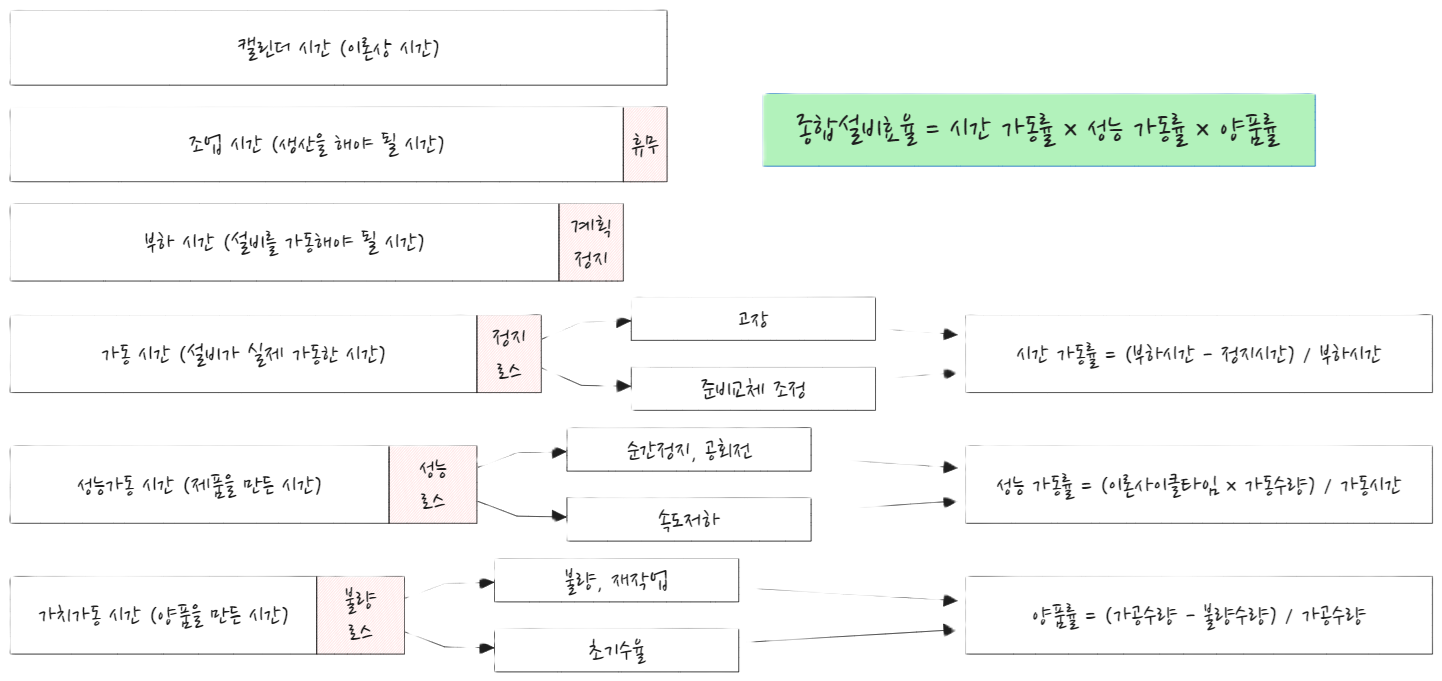 캘린더 시간 (이론상 시간)
조업 시간 (생산을 해야 될 시간)
휴무
종합설비효율 = 시간 가동률 x 성능 가동률 x 양품률
부하 시간 (설비를 가동해야 될 시간)
계획
정지
가동 시간 (설비가 실제 가동한 시간)
정지
로스
고장
준비교체 조정
시간 가동률 = (부하시간 - 정지시간) / 부하시간
성능가동 시간 (제품을 만든 시간)
성능
로스
순간정지, 공회전
속도저하
성능 가동률 = (이론사이클타임 x 가동수량) / 가동시간
가치가동 시간 (양품을 만든 시간)
불량
로스
불량, 재작업
초기수율
양품률 = (가공수량 - 불량수량) / 가공수량